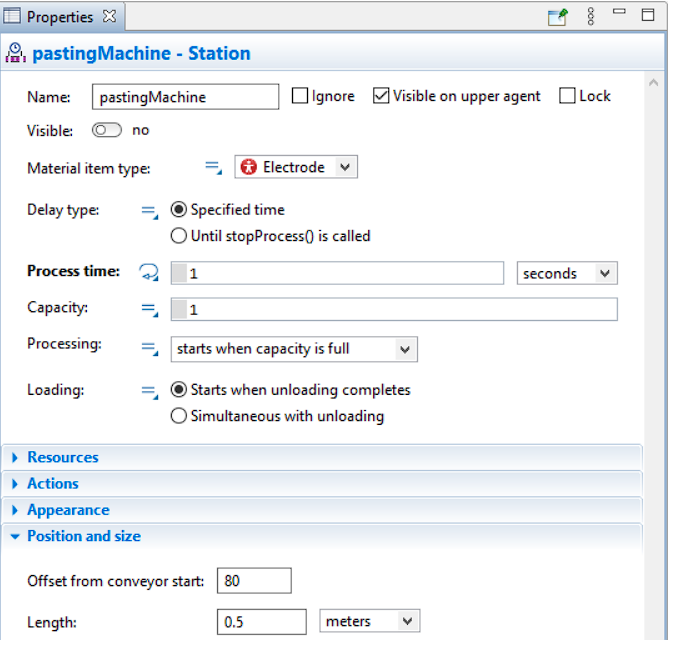 Properties
pastingMachine - Station
Name: pastingMachine Ignore Visible on upper agent Lock
Visible: no
Material item type: Electrode
Delay type: Specified time
Until stopProcess() is called
Process time: 1 seconds
Capacity: 1
Processing: starts when capacity is full
Loading: Starts when unloading completes
Simultaneous with unloading
Resources
Actions
Appearance
Position and size
Offset from conveyor start: 80
Length: 0.5 meters